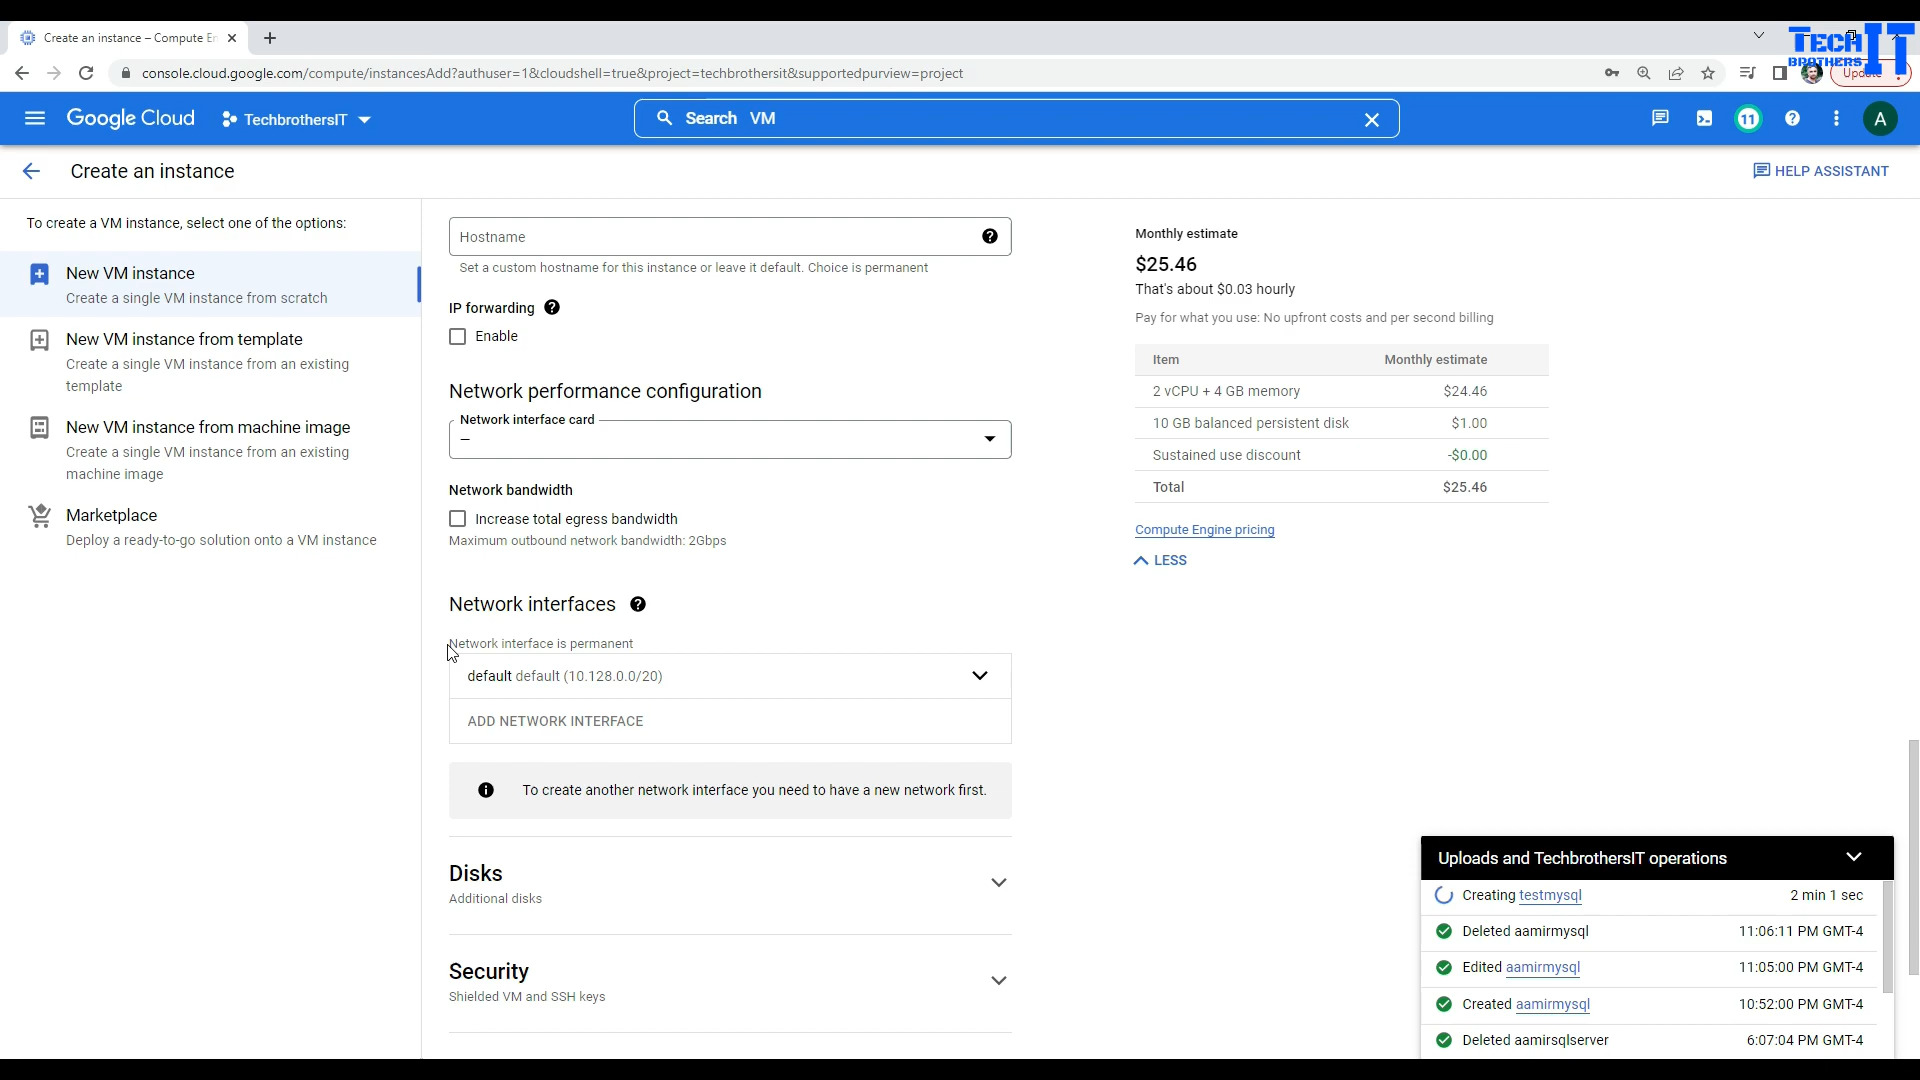 Create an instance – Compute En
TECH IT
BROTHERS
console.cloud.google.com/compute/instancesAdd?authuser=1&cloudshell=true&project=techbrothersit&supportedpurview=project
Update
Google Cloud
TechbrothersIT
Search VM
11
A
Create an instance
HELP ASSISTANT
To create a VM instance, select one of the options:
New VM instance
Create a single VM instance from scratch
New VM instance from template
Create a single VM instance from an existing
template
New VM instance from machine image
Create a single VM instance from an existing
machine image
Marketplace
Deploy a ready-to-go solution onto a VM instance
Hostname
Set a custom hostname for this instance or leave it default. Choice is permanent
IP forwarding
Enable
Network performance configuration
Network interface card
–
Network bandwidth
Increase total egress bandwidth
Maximum outbound network bandwidth: 2Gbps
Network interfaces
Network interface is permanent
default default (10.128.0.0/20)
ADD NETWORK INTERFACE
To create another network interface you need to have a new network first.
Disks
Additional disks
Security
Shielded VM and SSH keys
Monthly estimate
$25.46
That's about $0.03 hourly
Pay for what you use: No upfront costs and per second billing
Item Monthly estimate
2 vCPU + 4 GB memory $24.46
10 GB balanced persistent disk $1.00
Sustained use discount -$0.00
Total $25.46
Compute Engine pricing
LESS
Uploads and TechbrothersIT operations
Creating testmysql 2 min 1 sec
Deleted aamirmysql 11:06:11 PM GMT-4
Edited aamirmysql 11:05:00 PM GMT-4
Created aamirmysql 10:52:00 PM GMT-4
Deleted aamirsqlserver 6:07:04 PM GMT-4